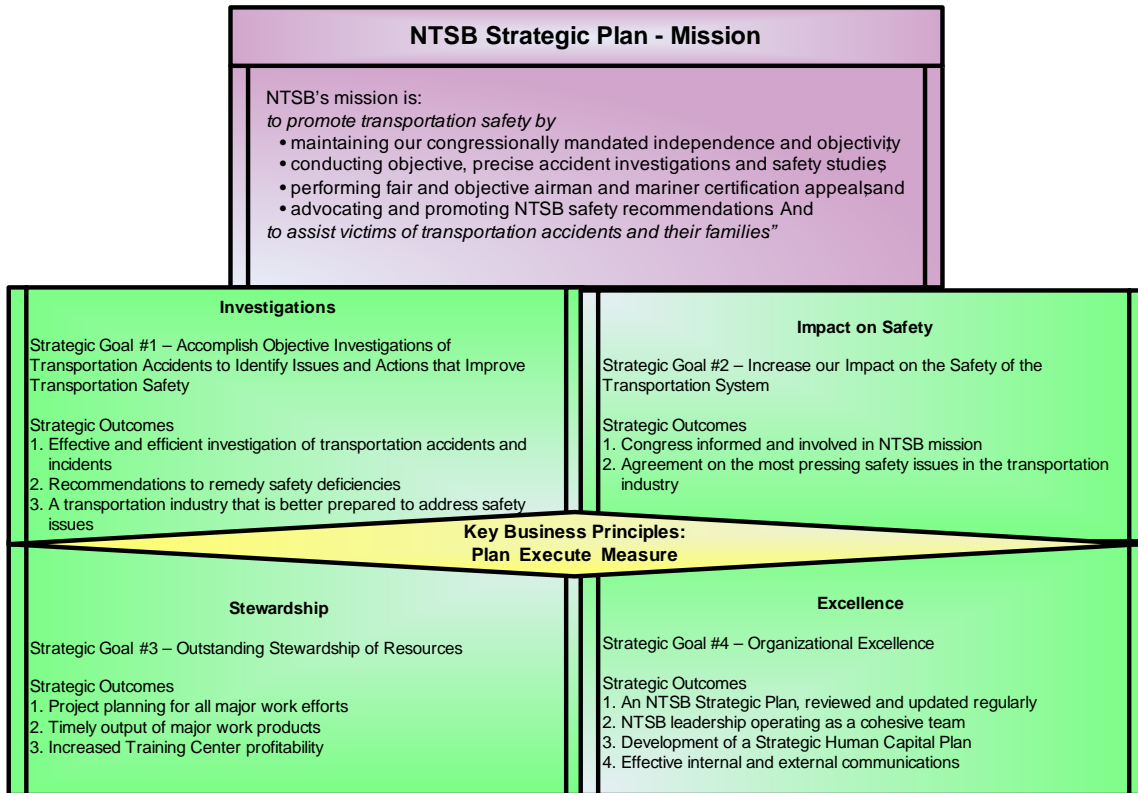 NTSB Strategic Plan - Mission
NTSB's mission is:
to promote transportation safety by
• maintaining our congressionally mandated independence and objectivity;
• conducting objective, precise accident investigations and safety studies;
• performing fair and objective airman and mariner certification appeals;and
• advocating and promoting NTSB safety recommendations. And
to assist victims of transportation accidents and their families”
Investigations
Strategic Goal #1 – Accomplish Objective Investigations of
Transportation Accidents to Identify Issues and Actions that Improve
Transportation Safety
Strategic Outcomes
1. Effective and efficient investigation of transportation accidents and
incidents
2. Recommendations to remedy safety deficiencies
3. A transportation industry that is better prepared to address safety
issues
Impact on Safety
Strategic Goal #2 – Increase our Impact on the Safety of the
Transportation System
Strategic Outcomes
1. Congress informed and involved in NTSB mission
2. Agreement on the most pressing safety issues in the transportation
industry
Key Business Principles:
Plan Execute Measure
Stewardship
Strategic Goal #3 – Outstanding Stewardship of Resources
Strategic Outcomes
1. Project planning for all major work efforts
2. Timely output of major work products
3. Increased Training Center profitability
Excellence
Strategic Goal #4 – Organizational Excellence
Strategic Outcomes
1. An NTSB Strategic Plan, reviewed and updated regularly
2. NTSB leadership operating as a cohesive team
3. Development of a Strategic Human Capital Plan
4. Effective internal and external communications